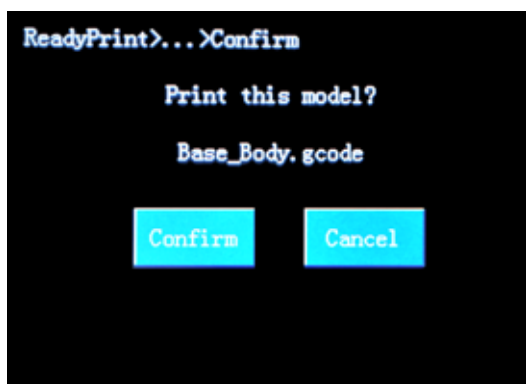 ReadyPrint>...>Confirm
Print this model?
Base_Body.gcode
Confirm Cancel